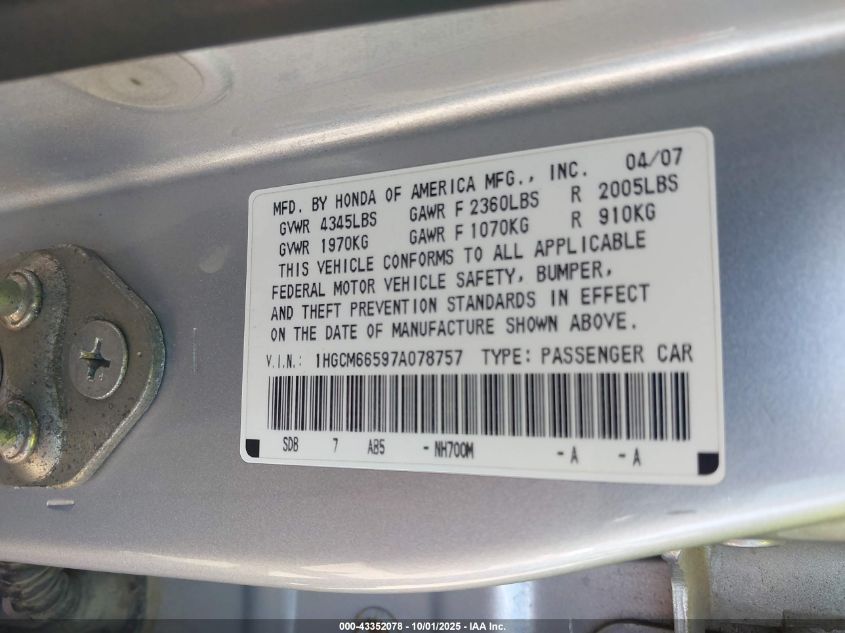 MFD. BY HONDA OF AMERICA MFG., INC. 04/07
GVWR 4345LBS GAWR F 2360LBS R 2005LBS
GVWR 1970KG GAWR F 1070KG R 910KG
THIS VEHICLE CONFORMS TO ALL APPLICABLE
FEDERAL MOTOR VEHICLE SAFETY, BUMPER,
AND THEFT PREVENTION STANDARDS IN EFFECT
ON THE DATE OF MANUFACTURE SHOWN ABOVE.
V.I.N.: 1HGCM66597A078757 TYPE: PASSENGER CAR
SDB 7 AB5 - NH700M - A - A
000-43352078 - 10/01/2025 - IAA Inc.